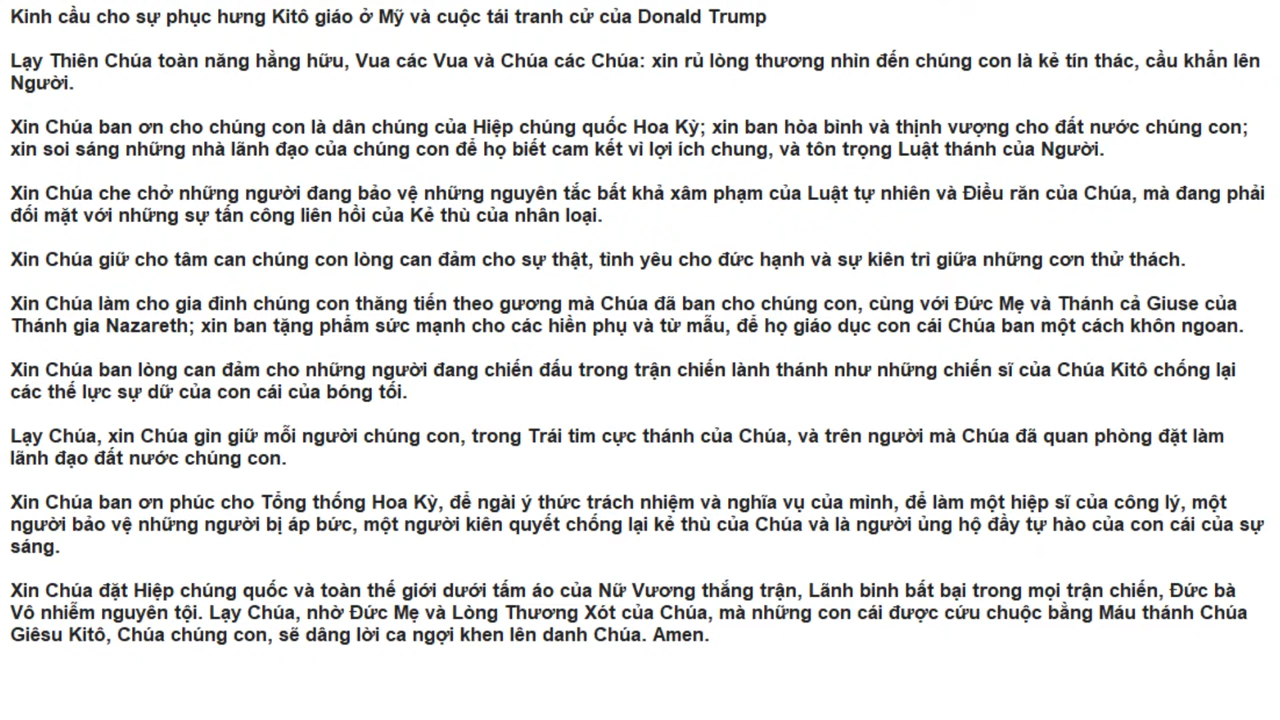 Kinh cầu cho sự phục hưng Kitô giáo ở Mỹ và cuộc tái tranh cử của Donald Trump
Lạy Thiên Chúa toàn năng hằng hữu, Vua các Vua và Chúa các Chúa: xin rủ lòng thương nhìn đến chúng con là kẻ tín thác, cầu khẩn lên
Người.
Xin Chúa ban ơn cho chúng con là dân chúng của Hiệp chúng quốc Hoa Kỳ; xin ban hòa bình và thịnh vượng cho đất nước chúng con;
xin soi sáng những nhà lãnh đạo của chúng con để họ biết cam kết vì lợi ích chung, và tôn trọng Luật thánh của Người.
Xin Chúa che chở những người đang bảo vệ những nguyên tắc bất khả xâm phạm của Luật tự nhiên và Điều răn của Chúa, mà đang phải
đối mặt với những sự tấn công liên hồi của Kẻ thù của nhân loại.
Xin Chúa giữ cho tâm can chúng con lòng can đảm cho sự thật, tình yêu cho đức hạnh và sự kiên trì giữa những cơn thử thách.
Xin Chúa làm cho gia đình chúng con thăng tiến theo gương mà Chúa đã ban cho chúng con, cùng với Đức Mẹ và Thánh cả Giuse của
Thánh gia Nazareth; xin ban tặng phẩm sức mạnh cho các hiền phụ và từ mẫu, để họ giáo dục con cái Chúa ban một cách khôn ngoan.
Xin Chúa ban lòng can đảm cho những người đang chiến đấu trong trận chiến lành thánh như những chiến sĩ của Chúa Kitô chống lại
các thế lực sự dữ của con cái của bóng tối.
Lạy Chúa, xin Chúa gìn giữ mỗi người chúng con, trong Trái tim cực thánh của Chúa, và trên người mà Chúa đã quan phòng đặt làm
lãnh đạo đất nước chúng con.
Xin Chúa ban ơn phúc cho Tổng thống Hoa Kỳ, để ngài ý thức trách nhiệm và nghĩa vụ của mình, để làm một hiệp sĩ của công lý, một
người bảo vệ những người bị áp bức, một người kiên quyết chống lại kẻ thù của Chúa và là người ủng hộ đầy tự hào của con cái của sự
sáng.
Xin Chúa đặt Hiệp chúng quốc và toàn thế giới dưới tấm áo của Nữ Vương thắng trận, Lãnh binh bất bại trong mọi trận chiến, Đức bà
Vô nhiễm nguyên tội. Lạy Chúa, nhờ Đức Mẹ và Lòng Thương Xót của Chúa, mà những con cái được cứu chuộc bằng Máu thánh Chúa
Giêsu Kitô, Chúa chúng con, sẽ dâng lời ca ngợi khen lên danh Chúa. Amen.